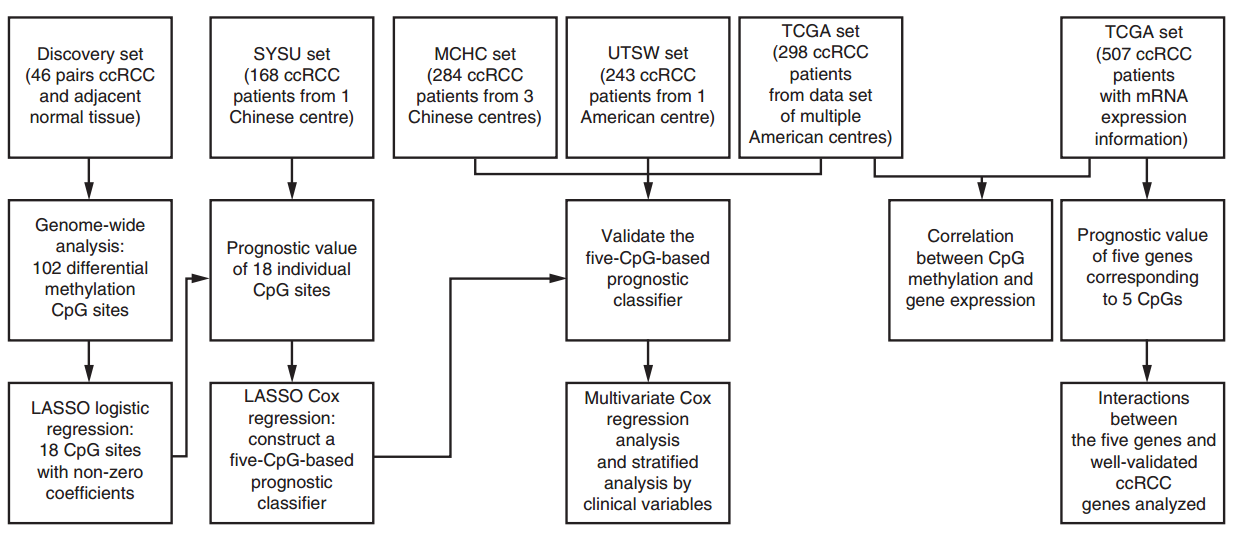 Discovery set
(46 pairs ccRCC
and adjacent
normal tissue)
SYSU set
(168 ccRCC
patients from 1
Chinese centre)
MCHC set
(284 ccRCC
patients from 3
Chinese centres)
UTSW set
(243 ccRCC
patients from 1
American centre)
TCGA set
(298 ccRCC
patients
from data set
of multiple
American centres)
TCGA set
(507 ccRCC
patients
with mRNA
expression
information)
Genome-wide
analysis:
102 differential
methylation
CpG sites
Prognostic value
of 18 individual
CpG sites
Validate the
five-CpG-based
prognostic
classifier
Correlation
between CpG
methylation and
gene expression
Prognostic value
of five genes
corresponding
to 5 CpGs
LASSO logistic
regression:
18 CpG sites
with non-zero
coefficients
LASSO Cox
regression:
construct a
five-CpG-based
prognostic
classifier
Multivariate Cox
regression
analysis
and stratified
analysis by
clinical variables
Interactions
between
the five genes and
well-validated
ccRCC
genes analyzed